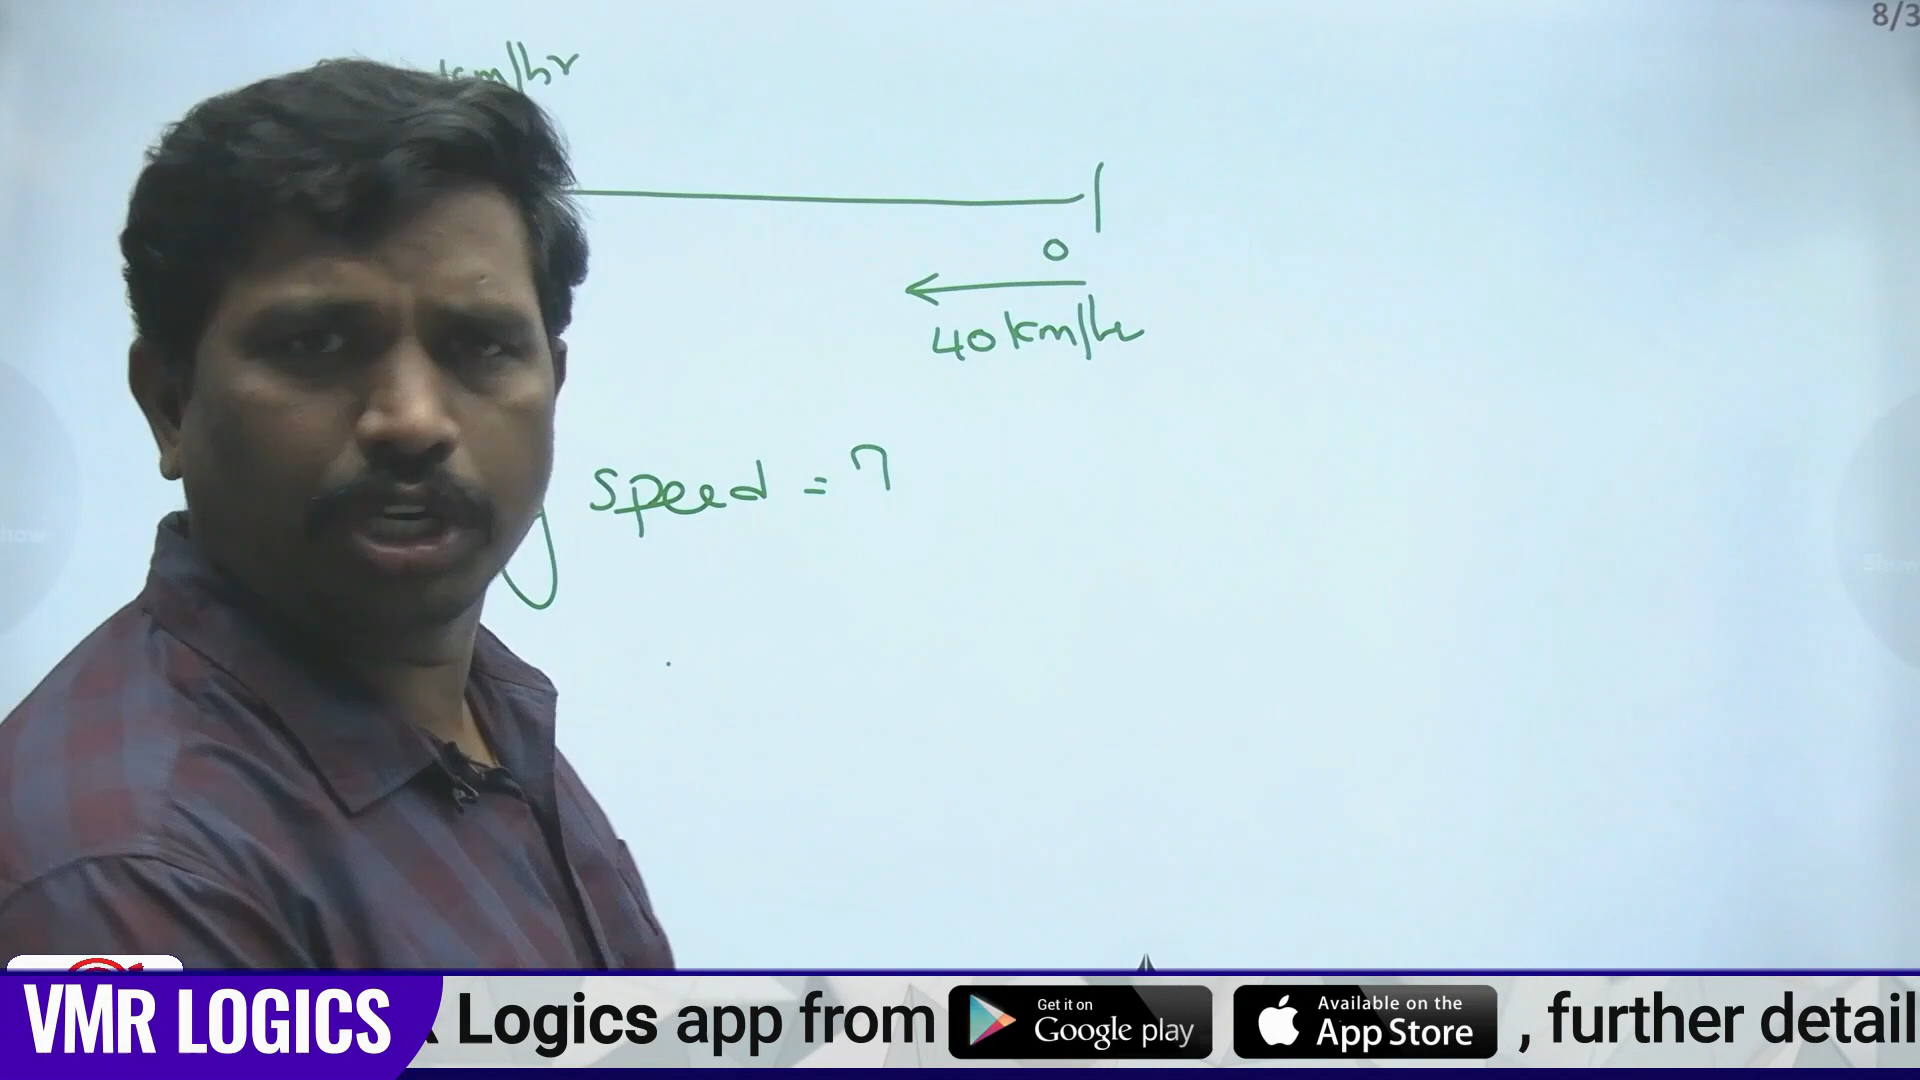 8/3
km/hr
0
40 km/hr
speed = ?
VMR LOGICS
Logics app from
Get it on
Google play
Available on the
App Store
, further detail